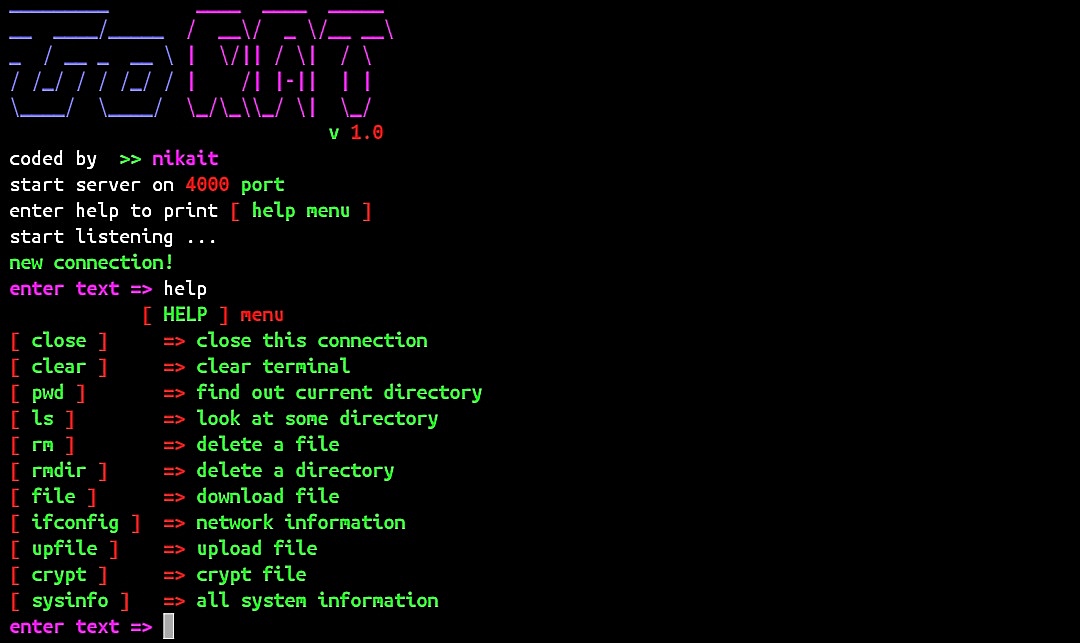 Go RAT
v 1.0
coded by >> nikait
start server on 4000 port
enter help to print [ help menu ]
start listening ...
new connection!
enter text => help
[ HELP ] menu
[ close ] => close this connection
[ clear ] => clear terminal
[ pwd ] => find out current directory
[ ls ] => look at some directory
[ rm ] => delete a file
[ rmdir ] => delete a directory
[ file ] => download file
[ ifconfig ] => network information
[ upfile ] => upload file
[ crypt ] => crypt file
[ sysinfo ] => all system information
enter text =>